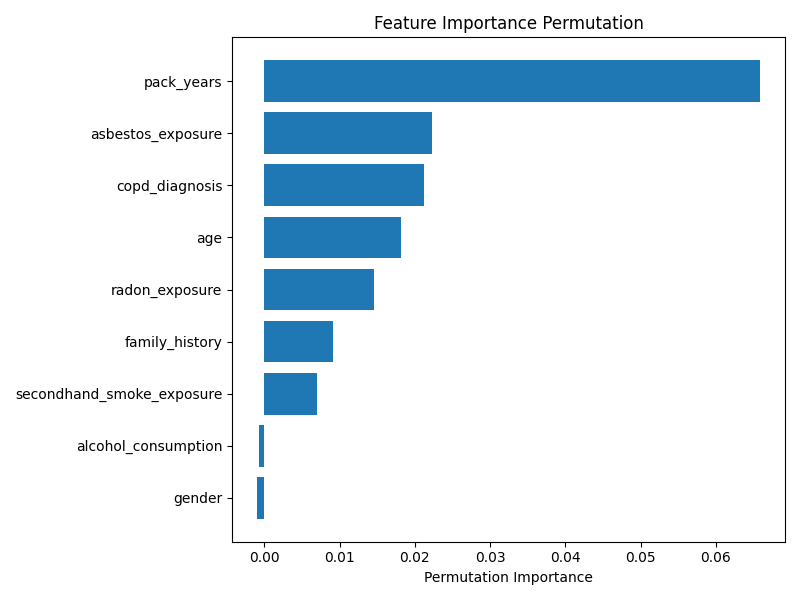 Feature Importance Permutation
pack_years
asbestos_exposure
copd_diagnosis
age
radon_exposure
family_history
secondhand_smoke_exposure
alcohol_consumption
gender
0.00 0.01 0.02 0.03 0.04 0.05 0.06
Permutation Importance